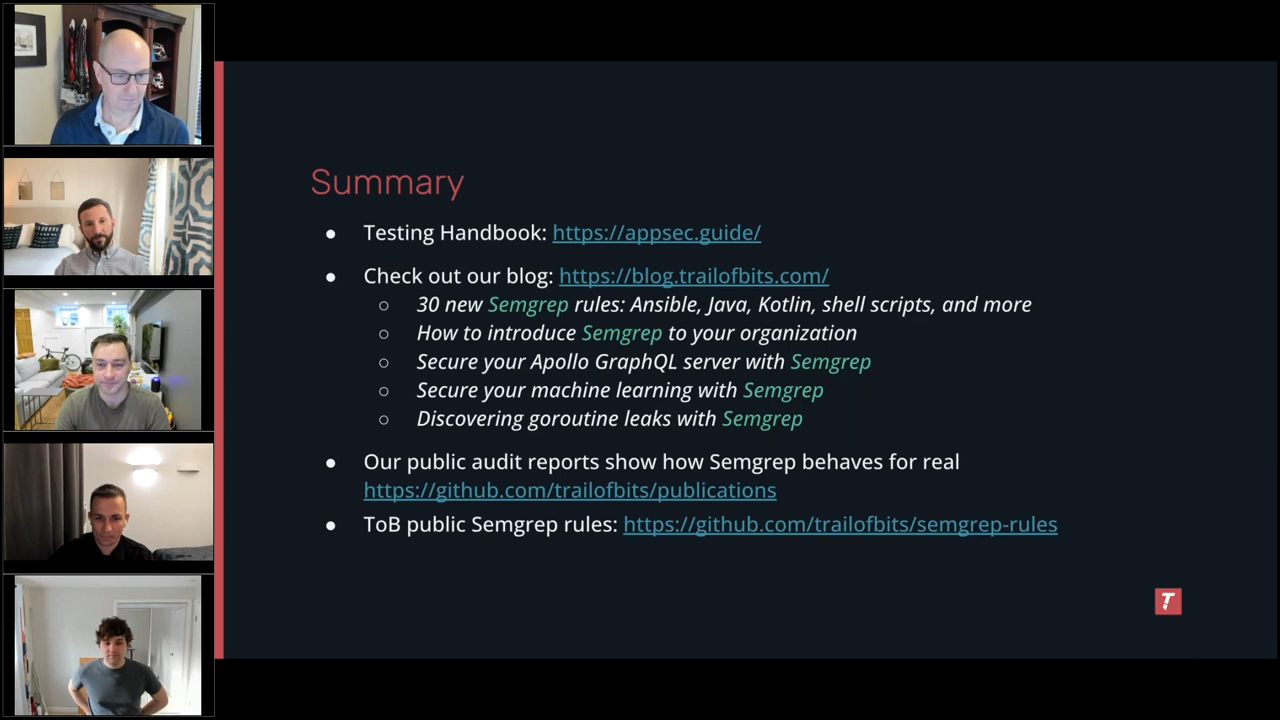 Summary
● Testing Handbook: https://appsec.guide/
● Check out our blog: https://blog.trailofbits.com/
○ 30 new Semgrep rules: Ansible, Java, Kotlin, shell scripts, and more
○ How to introduce Semgrep to your organization
○ Secure your Apollo GraphQL server with Semgrep
○ Secure your machine learning with Semgrep
○ Discovering goroutine leaks with Semgrep
● Our public audit reports show how Semgrep behaves for real
https://github.com/trailofbits/publications
● ToB public Semgrep rules: https://github.com/trailofbits/semgrep-rules